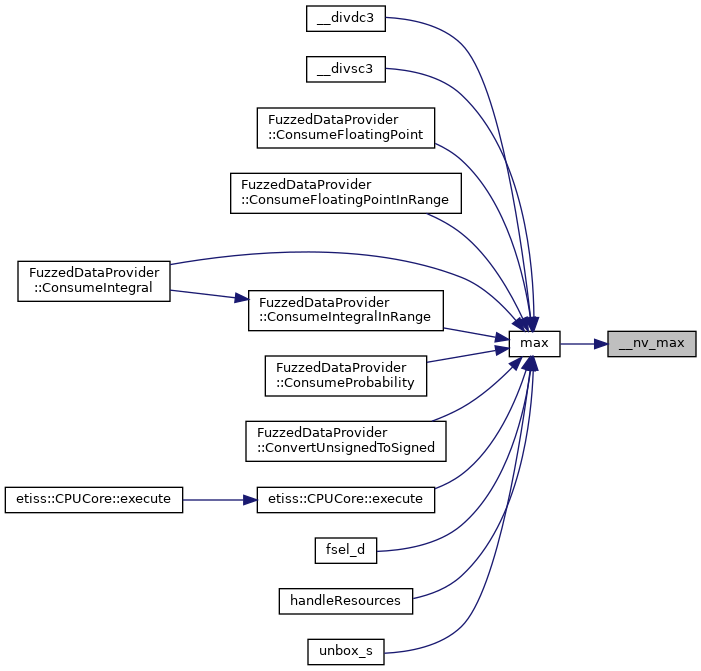 __divdc3
__divsc3
FuzzedDataProvider
::ConsumeFloatingPoint
FuzzedDataProvider
::ConsumeFloatingPointInRange
FuzzedDataProvider
::ConsumeIntegral
FuzzedDataProvider
::ConsumeIntegralInRange
max
__nv_max
FuzzedDataProvider
::ConsumeProbability
FuzzedDataProvider
::ConvertUnsignedToSigned
etiss::CPUCore::execute
etiss::CPUCore::execute
fsel_d
handleResources
unbox_s